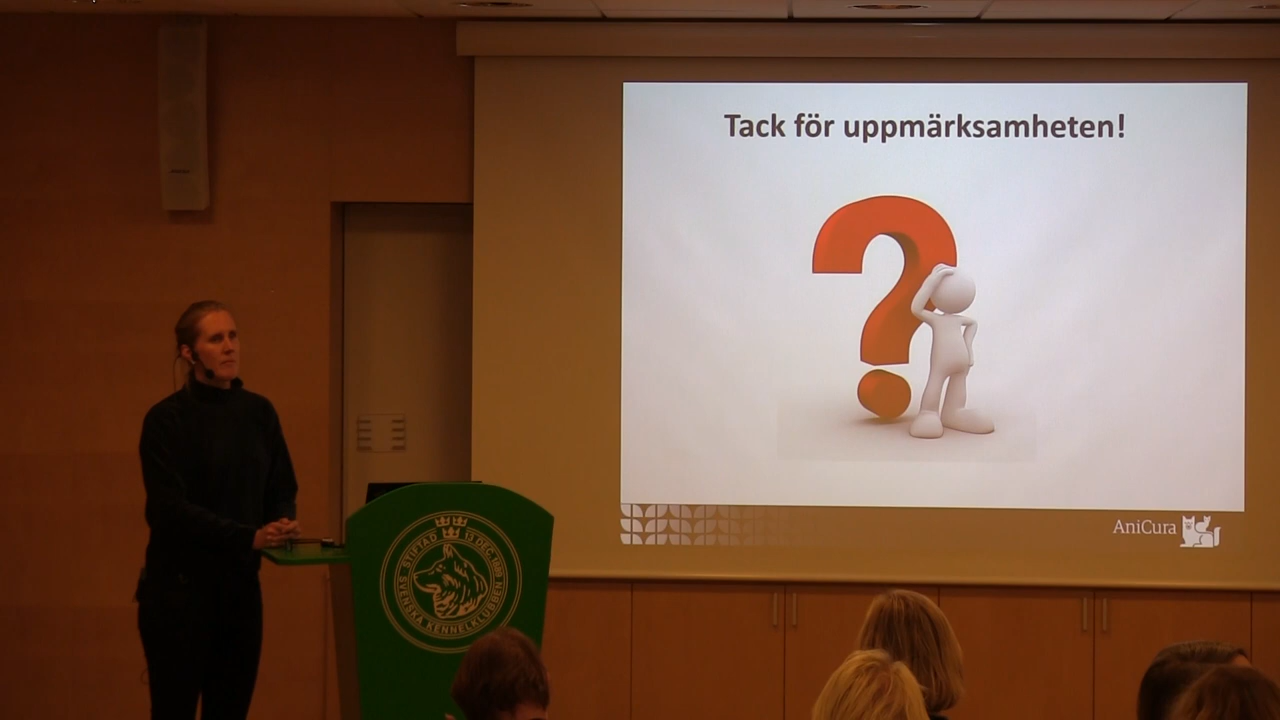 Tack för uppmärksamheten!
AniCura
STIFTAD 13 DEC. 1889
SVENSKA KENNELKLUBBEN